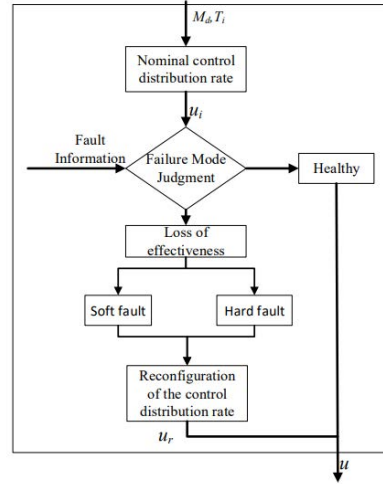 M_d, T_i
Nominal control
distribution rate
u_i
Fault
Information
Failure Mode
Judgment
Healthy
Loss of
effectiveness
Soft fault
Hard fault
Reconfiguration
of the control
distribution rate
u_r
u